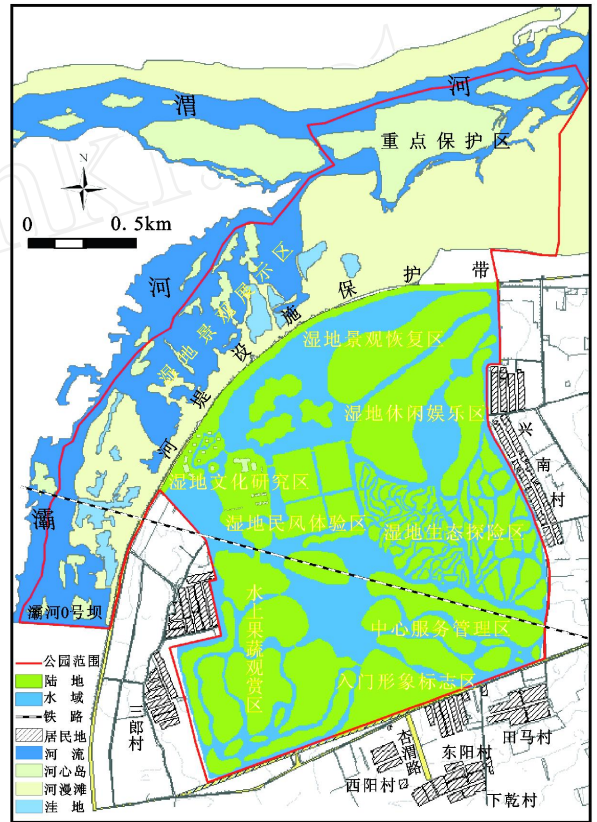 渭河
重点保护区
N
0 0.5km
灞河
湿地景观展示区
河堤设施保护带
湿地景观恢复区
湿地休闲娱乐区
兴南村
湿地文化研究区
湿地民风体验区
湿地生态探险区
灞河0号坝
水上果蔬观赏区
中心服务管理区
入门形象标志区
三郎村
杏渭路
西阳村
东阳村
田马村
下乾村
公园范围
陆地
水域
铁路
居民地
河流
河心岛
河漫滩
洼地